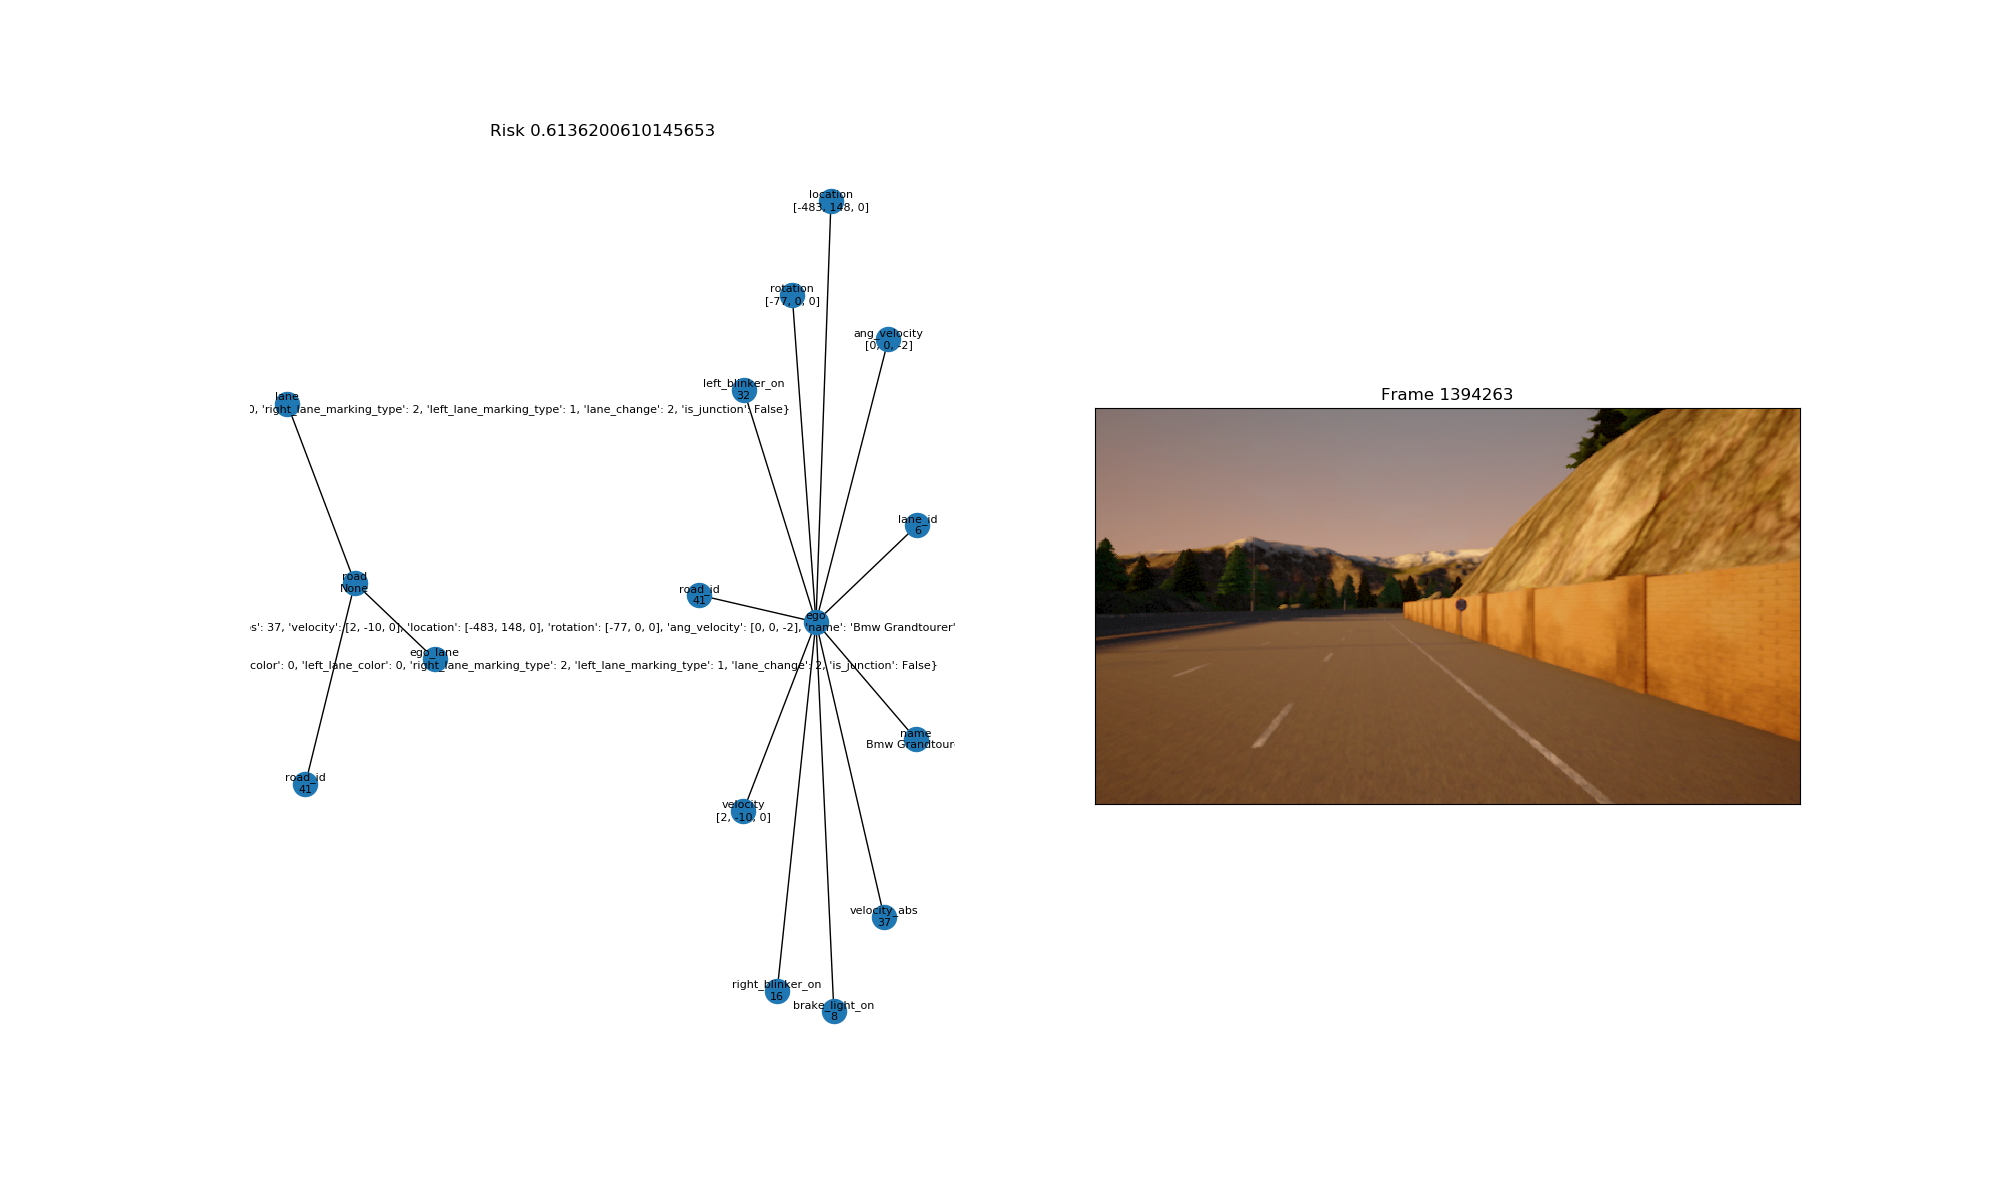 Risk 0.6136200610145653
location
[-483, 148, 0]
rotation
[-77, 0, 0]
ang_velocity
[0, 0, -2]
left_blinker_on
32
lane
0, 'right_lane_marking_type': 2, 'left_lane_marking_type': 1, 'lane_change': 2, 'is_junction': False}
lane_id
6
road
None
road_id
41
ego
s': 37, 'velocity': [2, -10, 0], 'location': [-483, 148, 0], 'rotation': [-77, 0, 0], 'ang_velocity': [0, 0, -2], 'name': 'Bmw Grandtourer'
ego_lane
color': 0, 'left_lane_color': 0, 'right_lane_marking_type': 2, 'left_lane_marking_type': 1, 'lane_change': 2, 'is_junction': False}
name
Bmw Grandtour
road_id
41
velocity
[2, -10, 0]
velocity_abs
37
right_blinker_on
16
brake_light_on
8
Frame 1394263